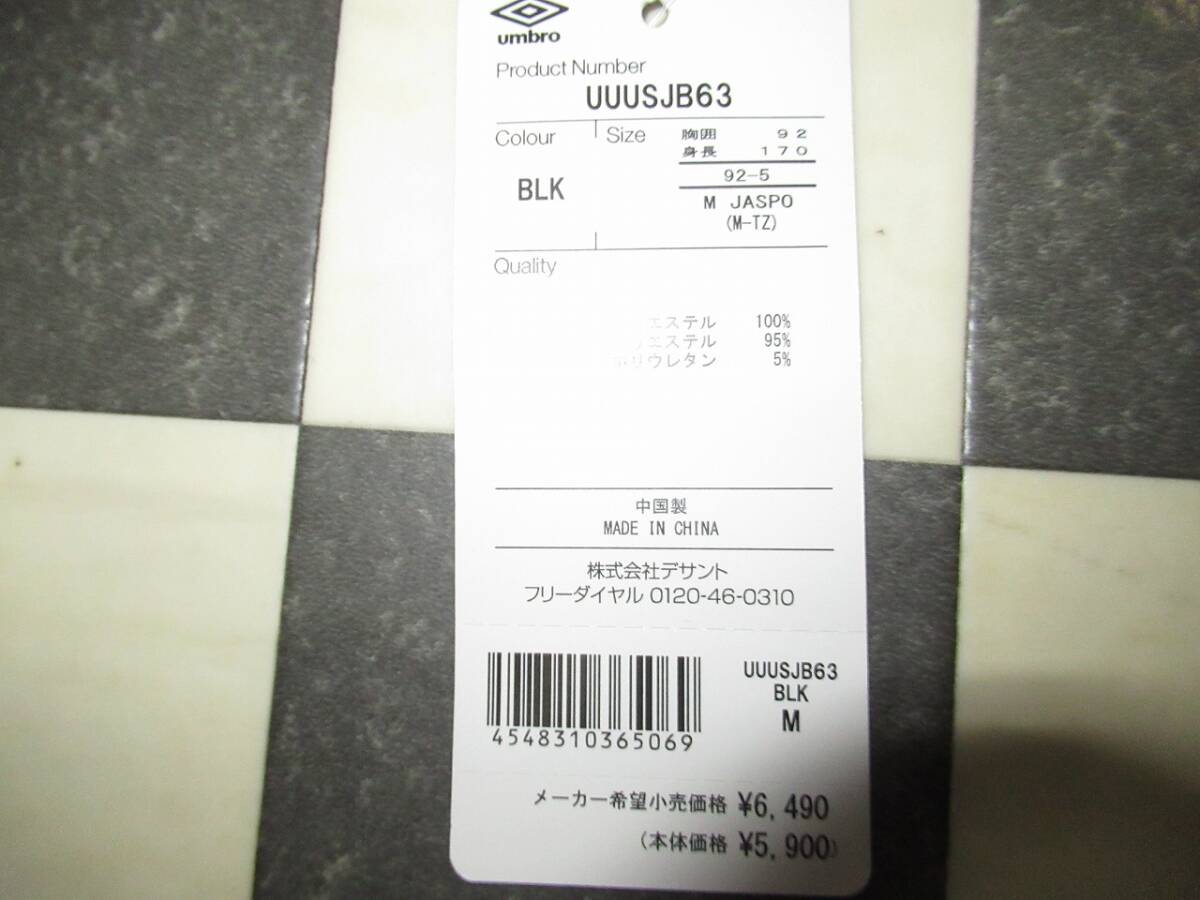 umbro
Product Number
UUUSJB63
Colour
Size
胸囲 92
身長 170
BLK
92-5
M JASPO
(M-TZ)
Quality
エステル 100%
リエステル 95%
ポリウレタン 5%
中国製
MADE IN CHINA
株式会社デサント
フリーダイヤル 0120-46-0310
UUUSJB63
BLK
M
4548310365069
メーカー希望小売価格 ¥6,490
(本体価格 ¥5,900)